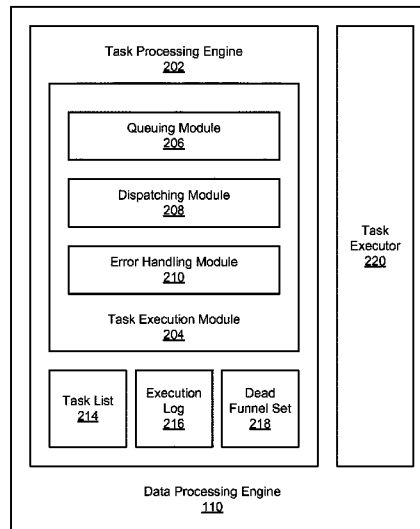 Task Processing Engine
202
Queuing Module
206
Dispatching Module
208
Error Handling Module
210
Task Execution Module
204
Task List
214
Execution
Log
216
Dead
Funnel Set
218
Task
Executor
220
Data Processing Engine
110